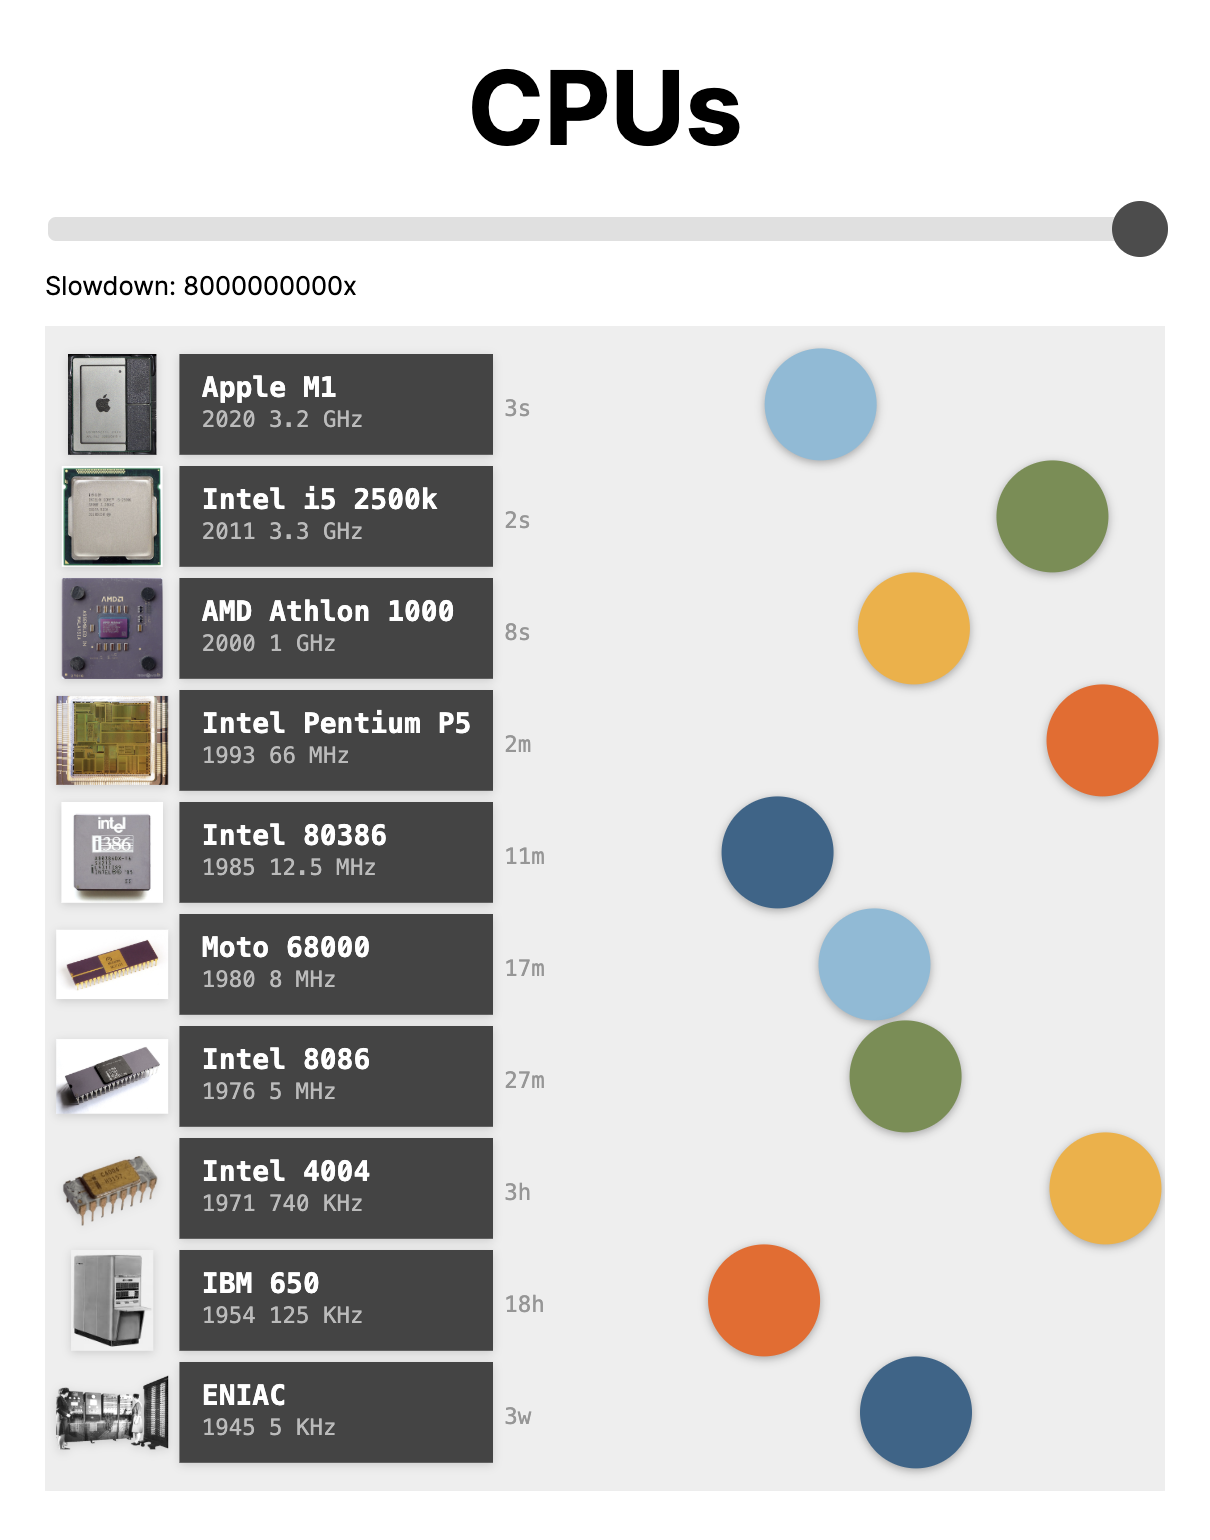 CPUs
Slowdown: 8000000000x
Apple M1
2020 3.2 GHz
3s
Intel i5 2500k
2011 3.3 GHz
2s
AMD
AMD Athlon 1000
2000 1 GHz
8s
Intel Pentium P5
1993 66 MHz
2m
intel
i386
Intel 80386
1985 12.5 MHz
11m
Moto 68000
1980 8 MHz
17m
Intel 8086
1976 5 MHz
27m
Intel 4004
1971 740 KHz
3h
IBM 650
1954 125 KHz
18h
ENIAC
1945 5 KHz
3w